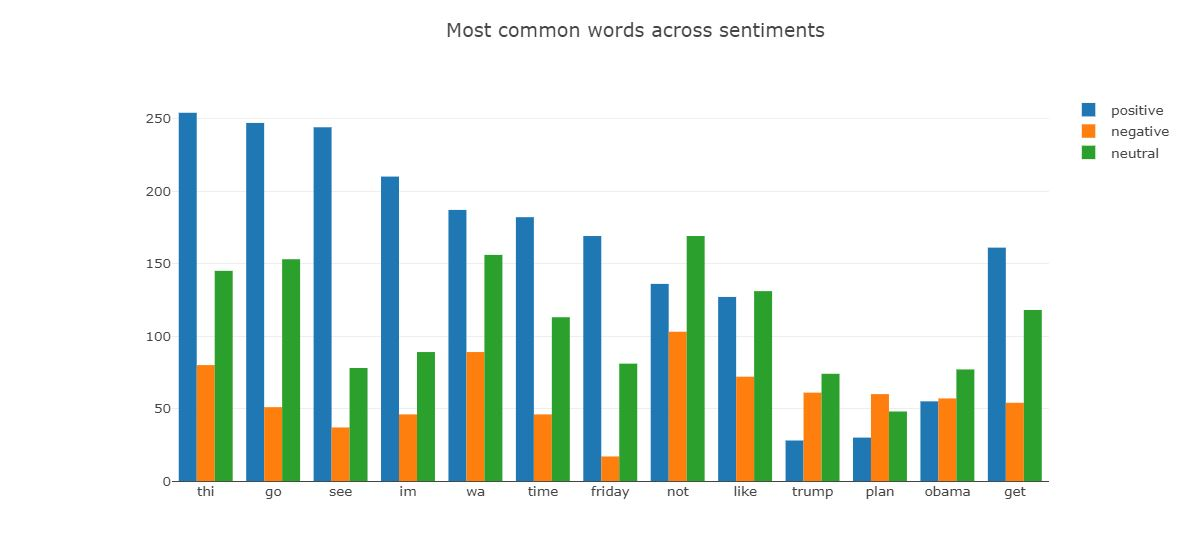 Most common words across sentiments
positive
negative
neutral
250
200
150
100
50
0
thi go see im wa time friday not like trump plan obama get